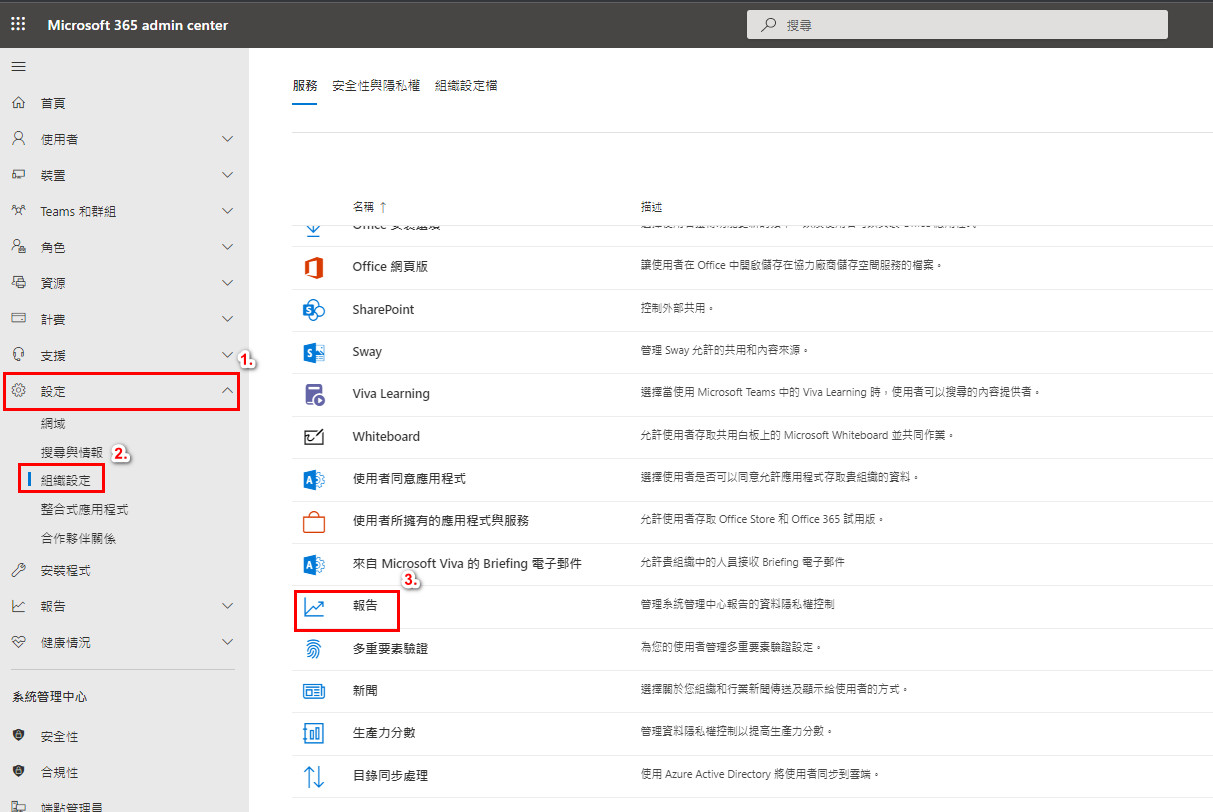 Microsoft 365 admin center
搜尋
首頁
使用者
裝置
Teams 和群組
角色
資源
計費
支援
1.
設定
網域
搜尋與情報
2.
組織設定
整合式應用程式
合作夥伴關係
安裝程式
報告
健康情況
系統管理中心
安全性
合規性
端點管理員
服務 安全性與隱私權 組織設定檔
名稱 ↑ 描述
Office 安裝選項
Office 網頁版 讓使用者在 Office 中開啟儲存在協力廠商儲存空間服務的檔案。
SharePoint 控制外部共用。
Sway 管理 Sway 允許的共用和內容來源。
Viva Learning 選擇當使用 Microsoft Teams 中的 Viva Learning 時，使用者可以搜尋的內容提供者。
Whiteboard 允許使用者存取共用白板上的 Microsoft Whiteboard 並共同作業。
使用者同意應用程式 選擇使用者是否可以同意允許應用程式存取貴組織的資料。
使用者所擁有的應用程式與服務 允許使用者存取 Office Store 和 Office 365 試用版。
來自 Microsoft Viva 的 Briefing 電子郵件 允許貴組織中的人員接收 Briefing 電子郵件
3.
報告 管理系統管理中心報告的資料隱私權控制
多重要素驗證 為您的使用者管理多重要素驗證設定。
新聞 選擇關於您組織和行業新聞傳送及顯示給使用者的方式。
生產力分數 管理資料隱私權控制以提高生產力分數。
目錄同步處理 使用 Azure Active Directory 將使用者同步到雲端。